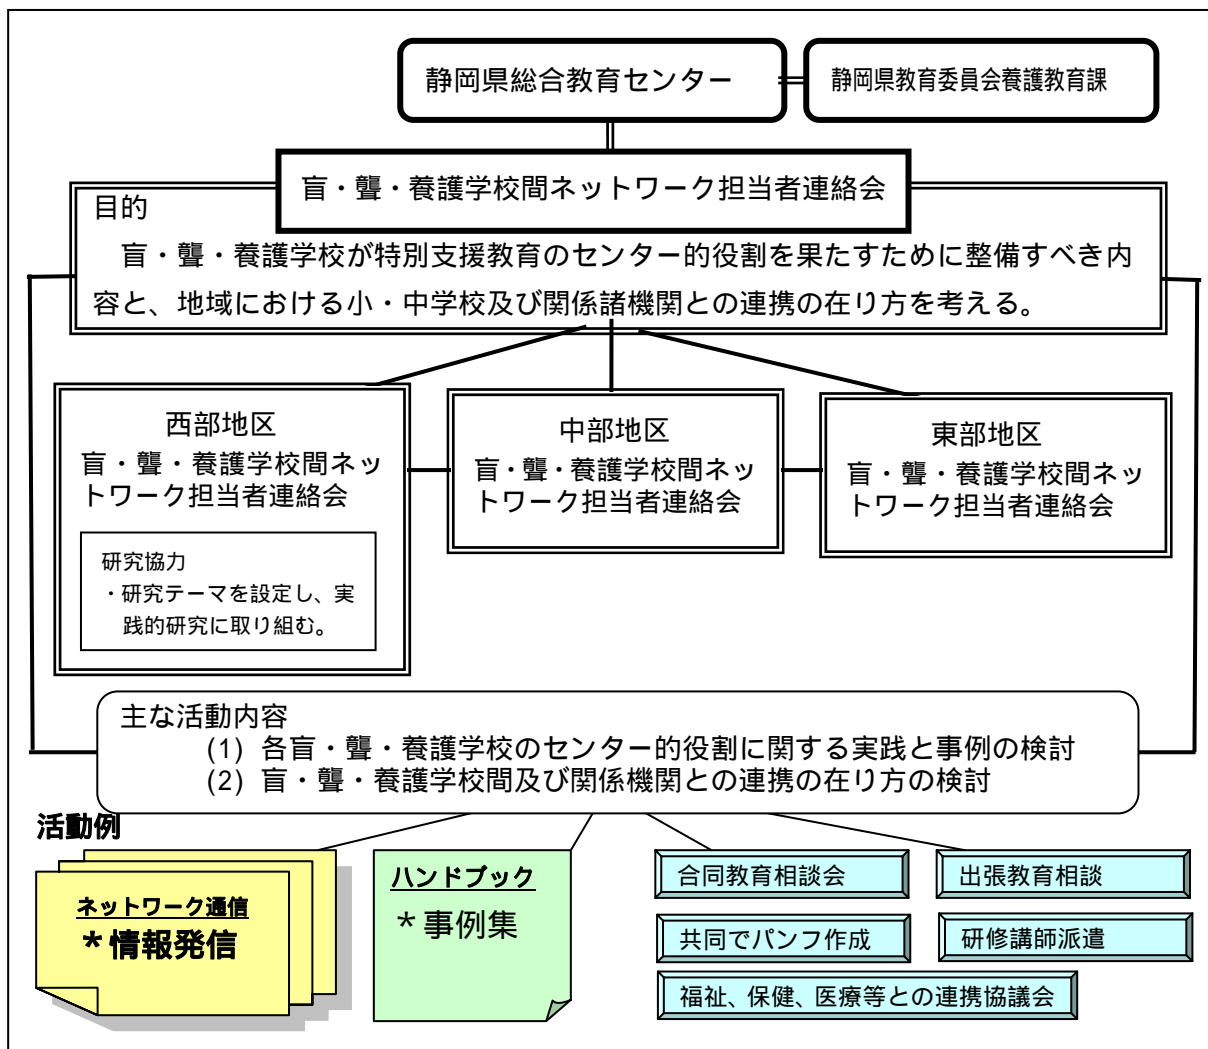 静岡県総合教育センター
静岡県教育委員会養護教育課
盲・聾・養護学校間ネットワーク担当者連絡会
目的
盲・聾・養護学校が特別支援教育のセンター的役割を果たすために整備すべき内
容と、地域における小・中学校及び関係諸機関との連携の在り方を考える。
西部地区
盲・聾・養護学校間ネッ
トワーク担当者連絡会
研究協力
・研究テーマを設定し、実
践的研究に取り組む。
中部地区
盲・聾・養護学校間ネッ
トワーク担当者連絡会
東部地区
盲・聾・養護学校間ネッ
トワーク担当者連絡会
主な活動内容
(1) 各盲・聾・養護学校のセンター的役割に関する実践と事例の検討
(2) 盲・聾・養護学校間及び関係機関との連携の在り方の検討
活動例
ネットワーク通信
＊情報発信
ハンドブック
＊事例集
合同教育相談会
出張教育相談
共同でパンフ作成
研修講師派遣
福祉、保健、医療等との連携協議会